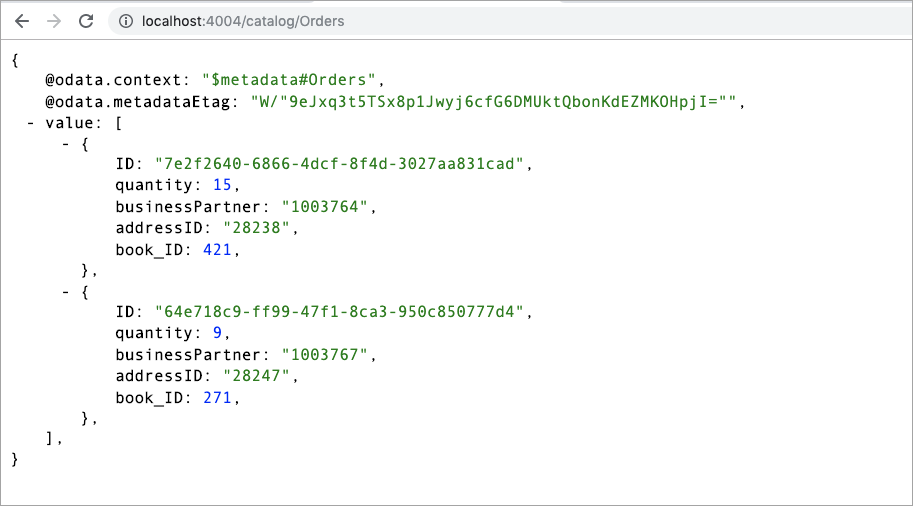 localhost:4004/catalog/Orders
{
@odata.context: "$metadata#Orders",
@odata.metadataEtag: "W/"9eJxq3t5TSx8p1Jwyj6cfG6DMUktQbonKdEZMKOHpjI="",
- value: [
- {
ID: "7e2f2640-6866-4dcf-8f4d-3027aa831cad",
quantity: 15,
businessPartner: "1003764",
addressID: "28238",
book_ID: 421,
},
- {
ID: "64e718c9-ff99-47f1-8ca3-950c850777d4",
quantity: 9,
businessPartner: "1003767",
addressID: "28247",
book_ID: 271,
},
],
}